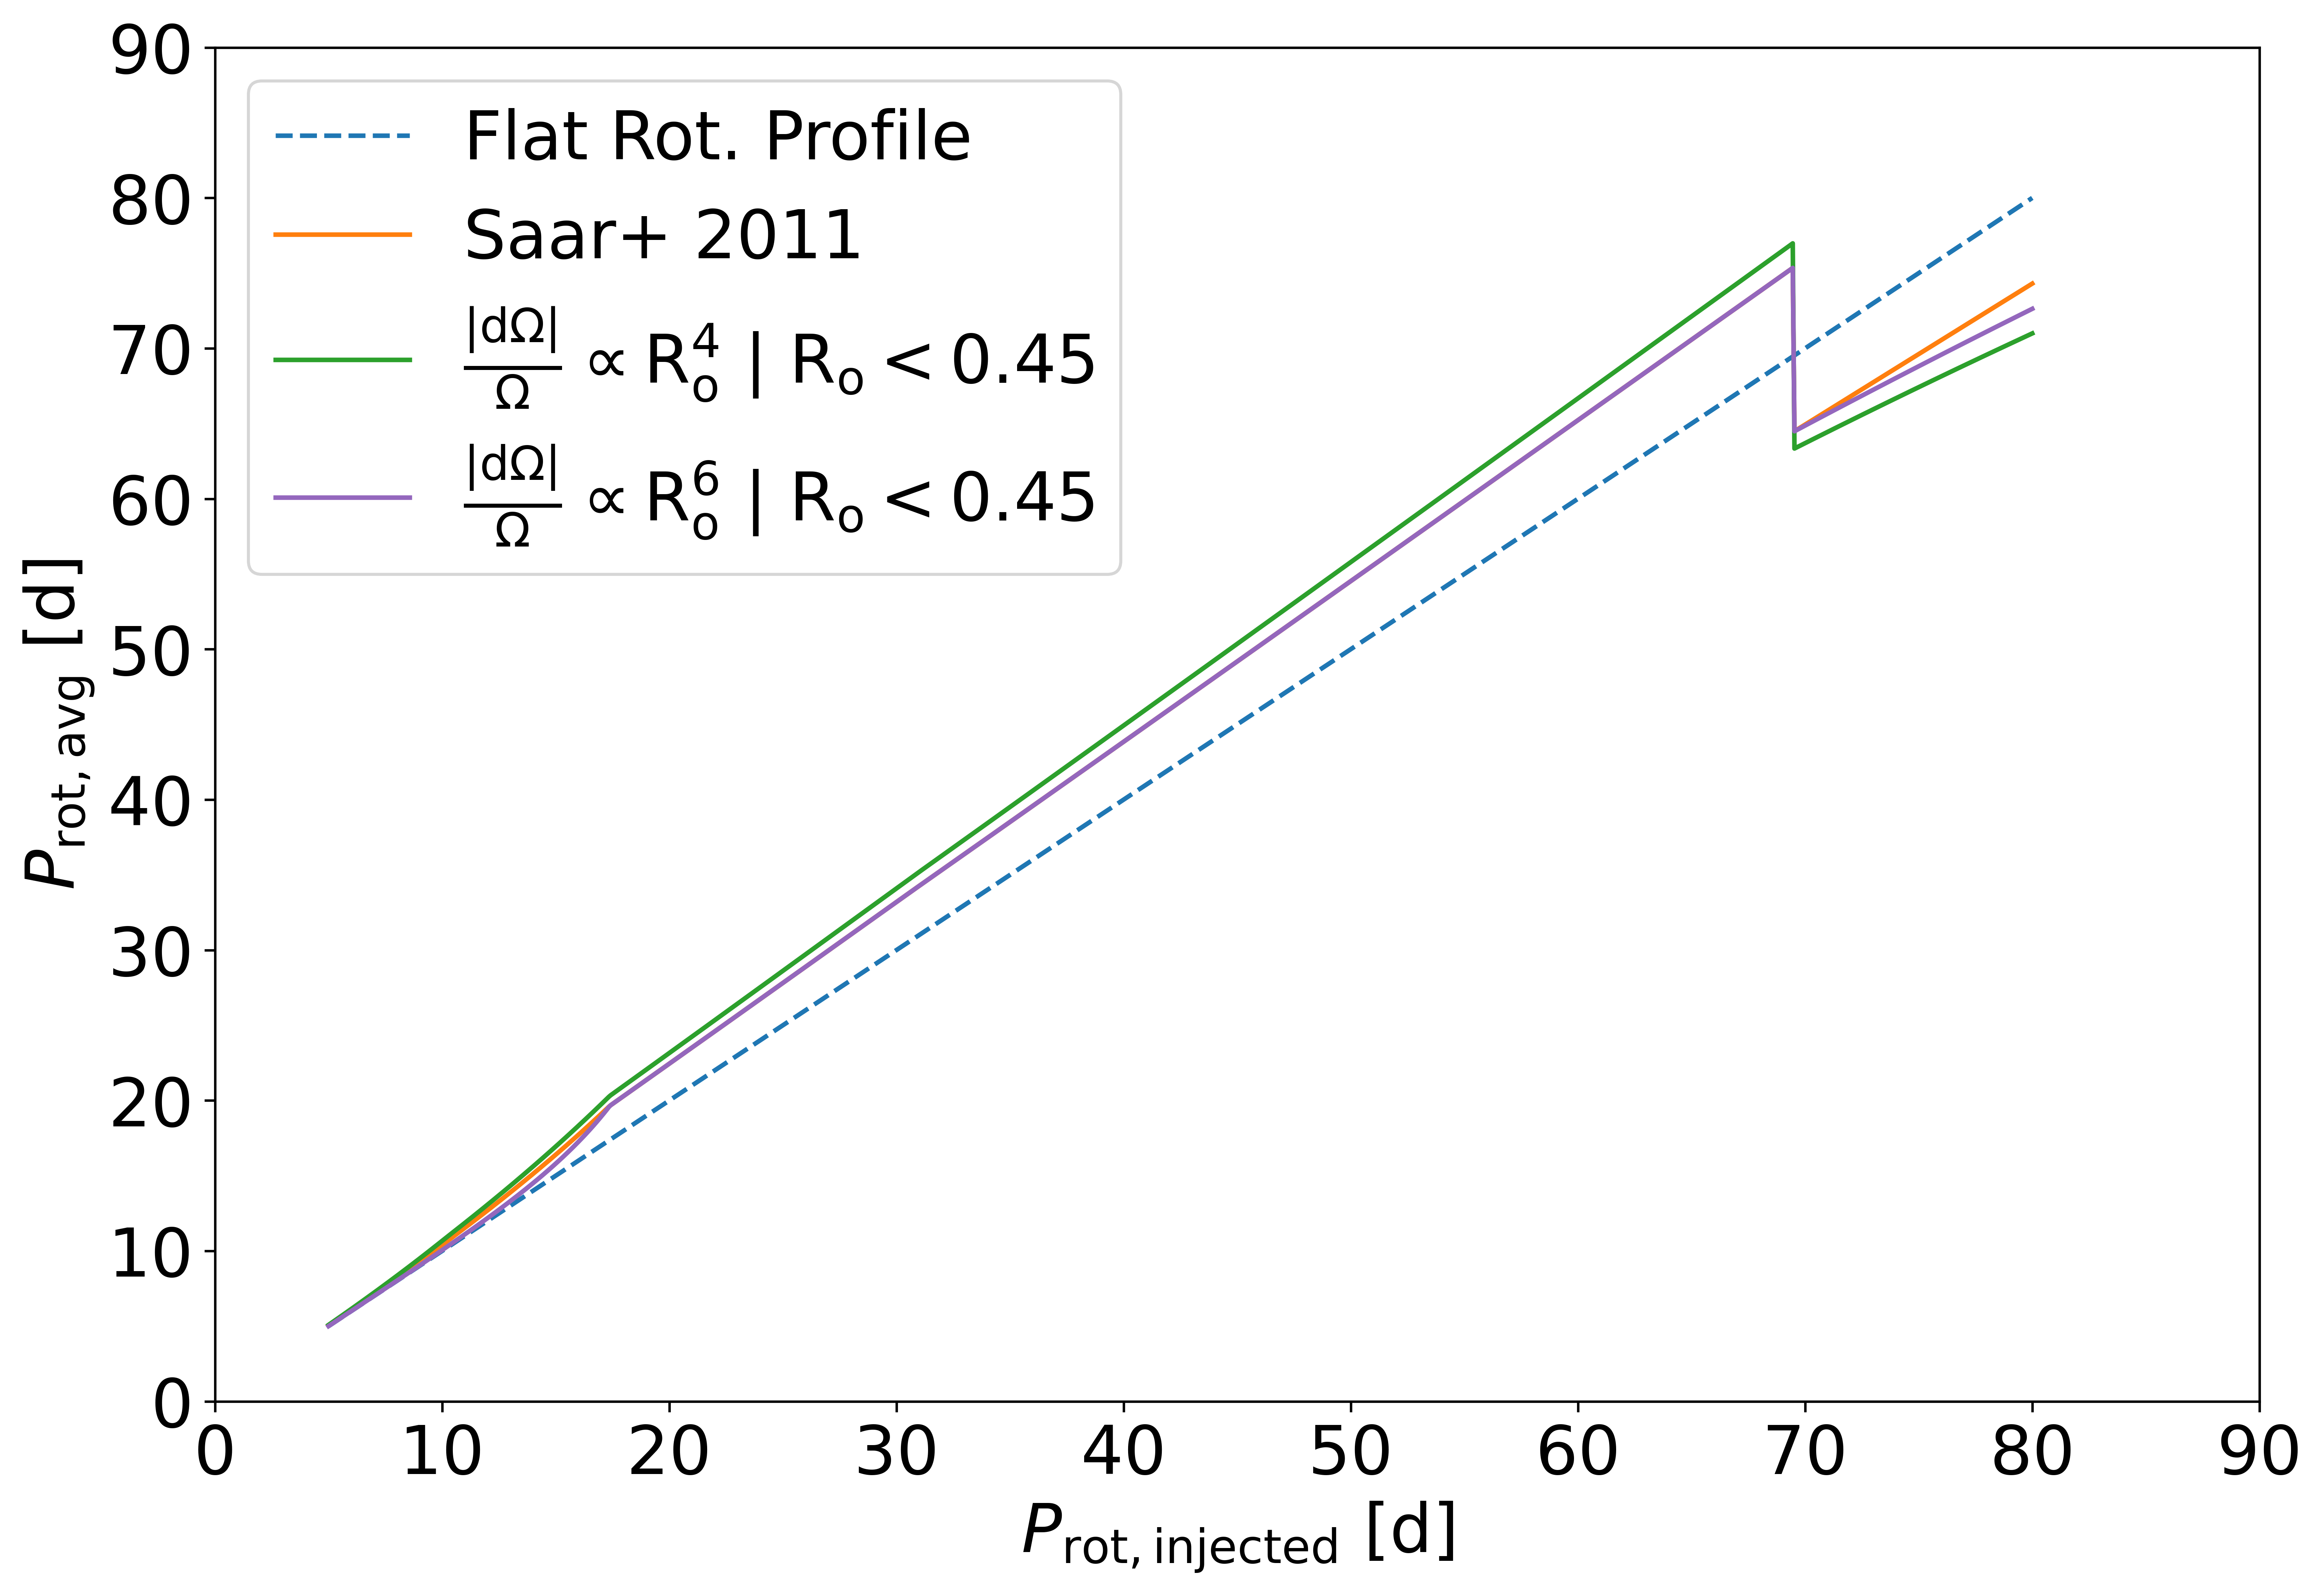 90
80
70
60
50
40
30
20
10
0
P_rot, avg [d]
Flat Rot. Profile
Saar+ 2011
|dΩ|/Ω ∝ R_o^4 | R_o < 0.45
|dΩ|/Ω ∝ R_o^6 | R_o < 0.45
0 10 20 30 40 50 60 70 80 90
P_rot, injected [d]